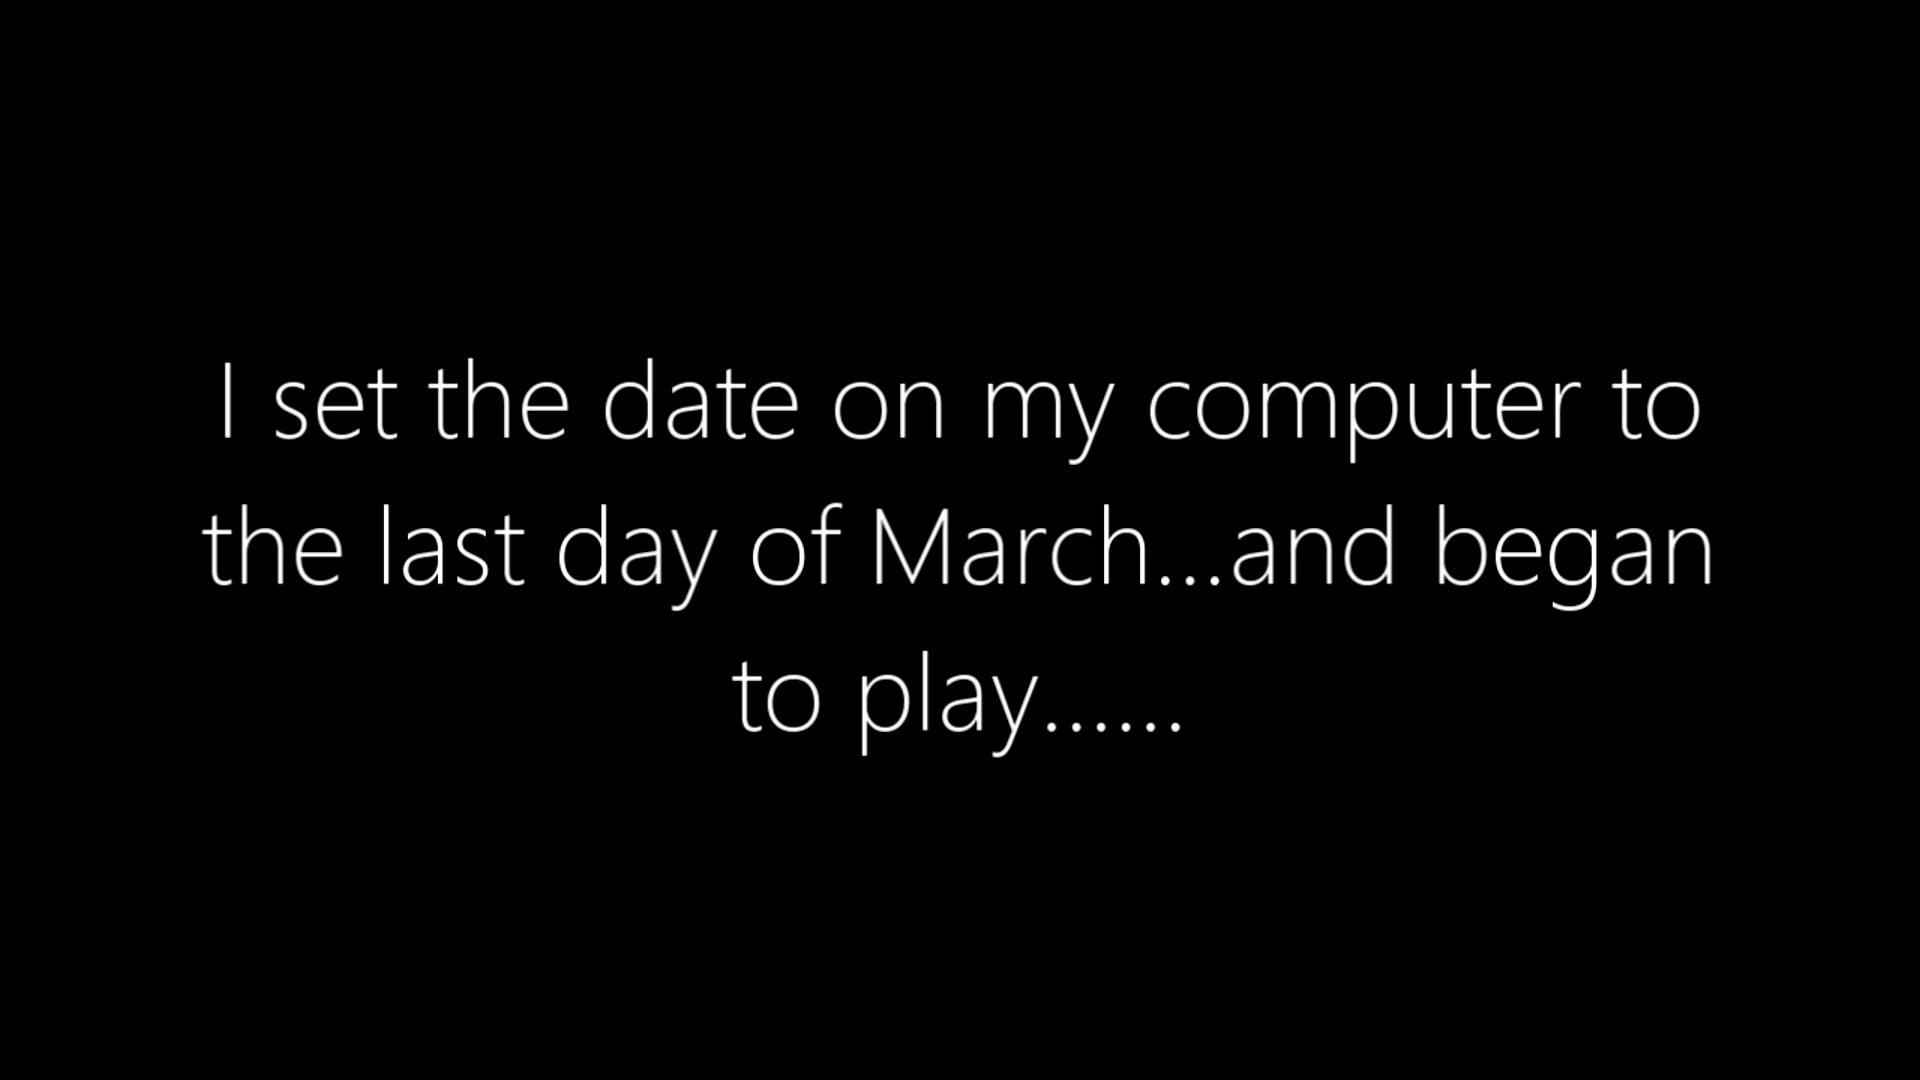 I set the date on my computer to
the last day of March...and began
to play......